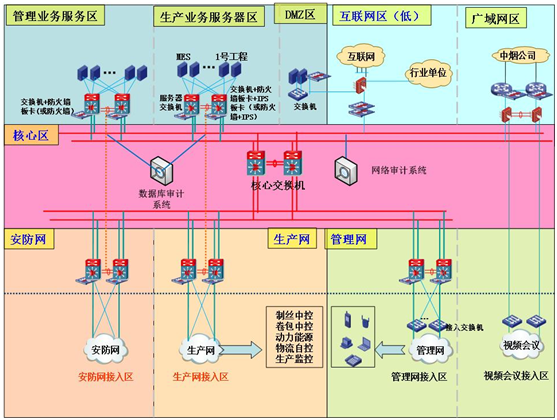 管理业务服务区
生产业务服务器区
DMZ区
互联网区（低）
广域网区
MES
1号工程
互联网
行业单位
中烟公司
交换机+防火墙
板卡(或防火墙)
服务器
交换机
交换机+防火
墙板卡+IPS
板卡（或防火
墙+IPS）
交换机
核心区
数据库审计
系统
核心交换机
网络审计系统
安防网
生产网
管理网
制丝中控
卷包中控
动力能源
物流自控
生产监控
接入交换机
安防网
生产网
管理网
视频会议
安防网接入区
生产网接入区
管理网接入区
视频会议接入区